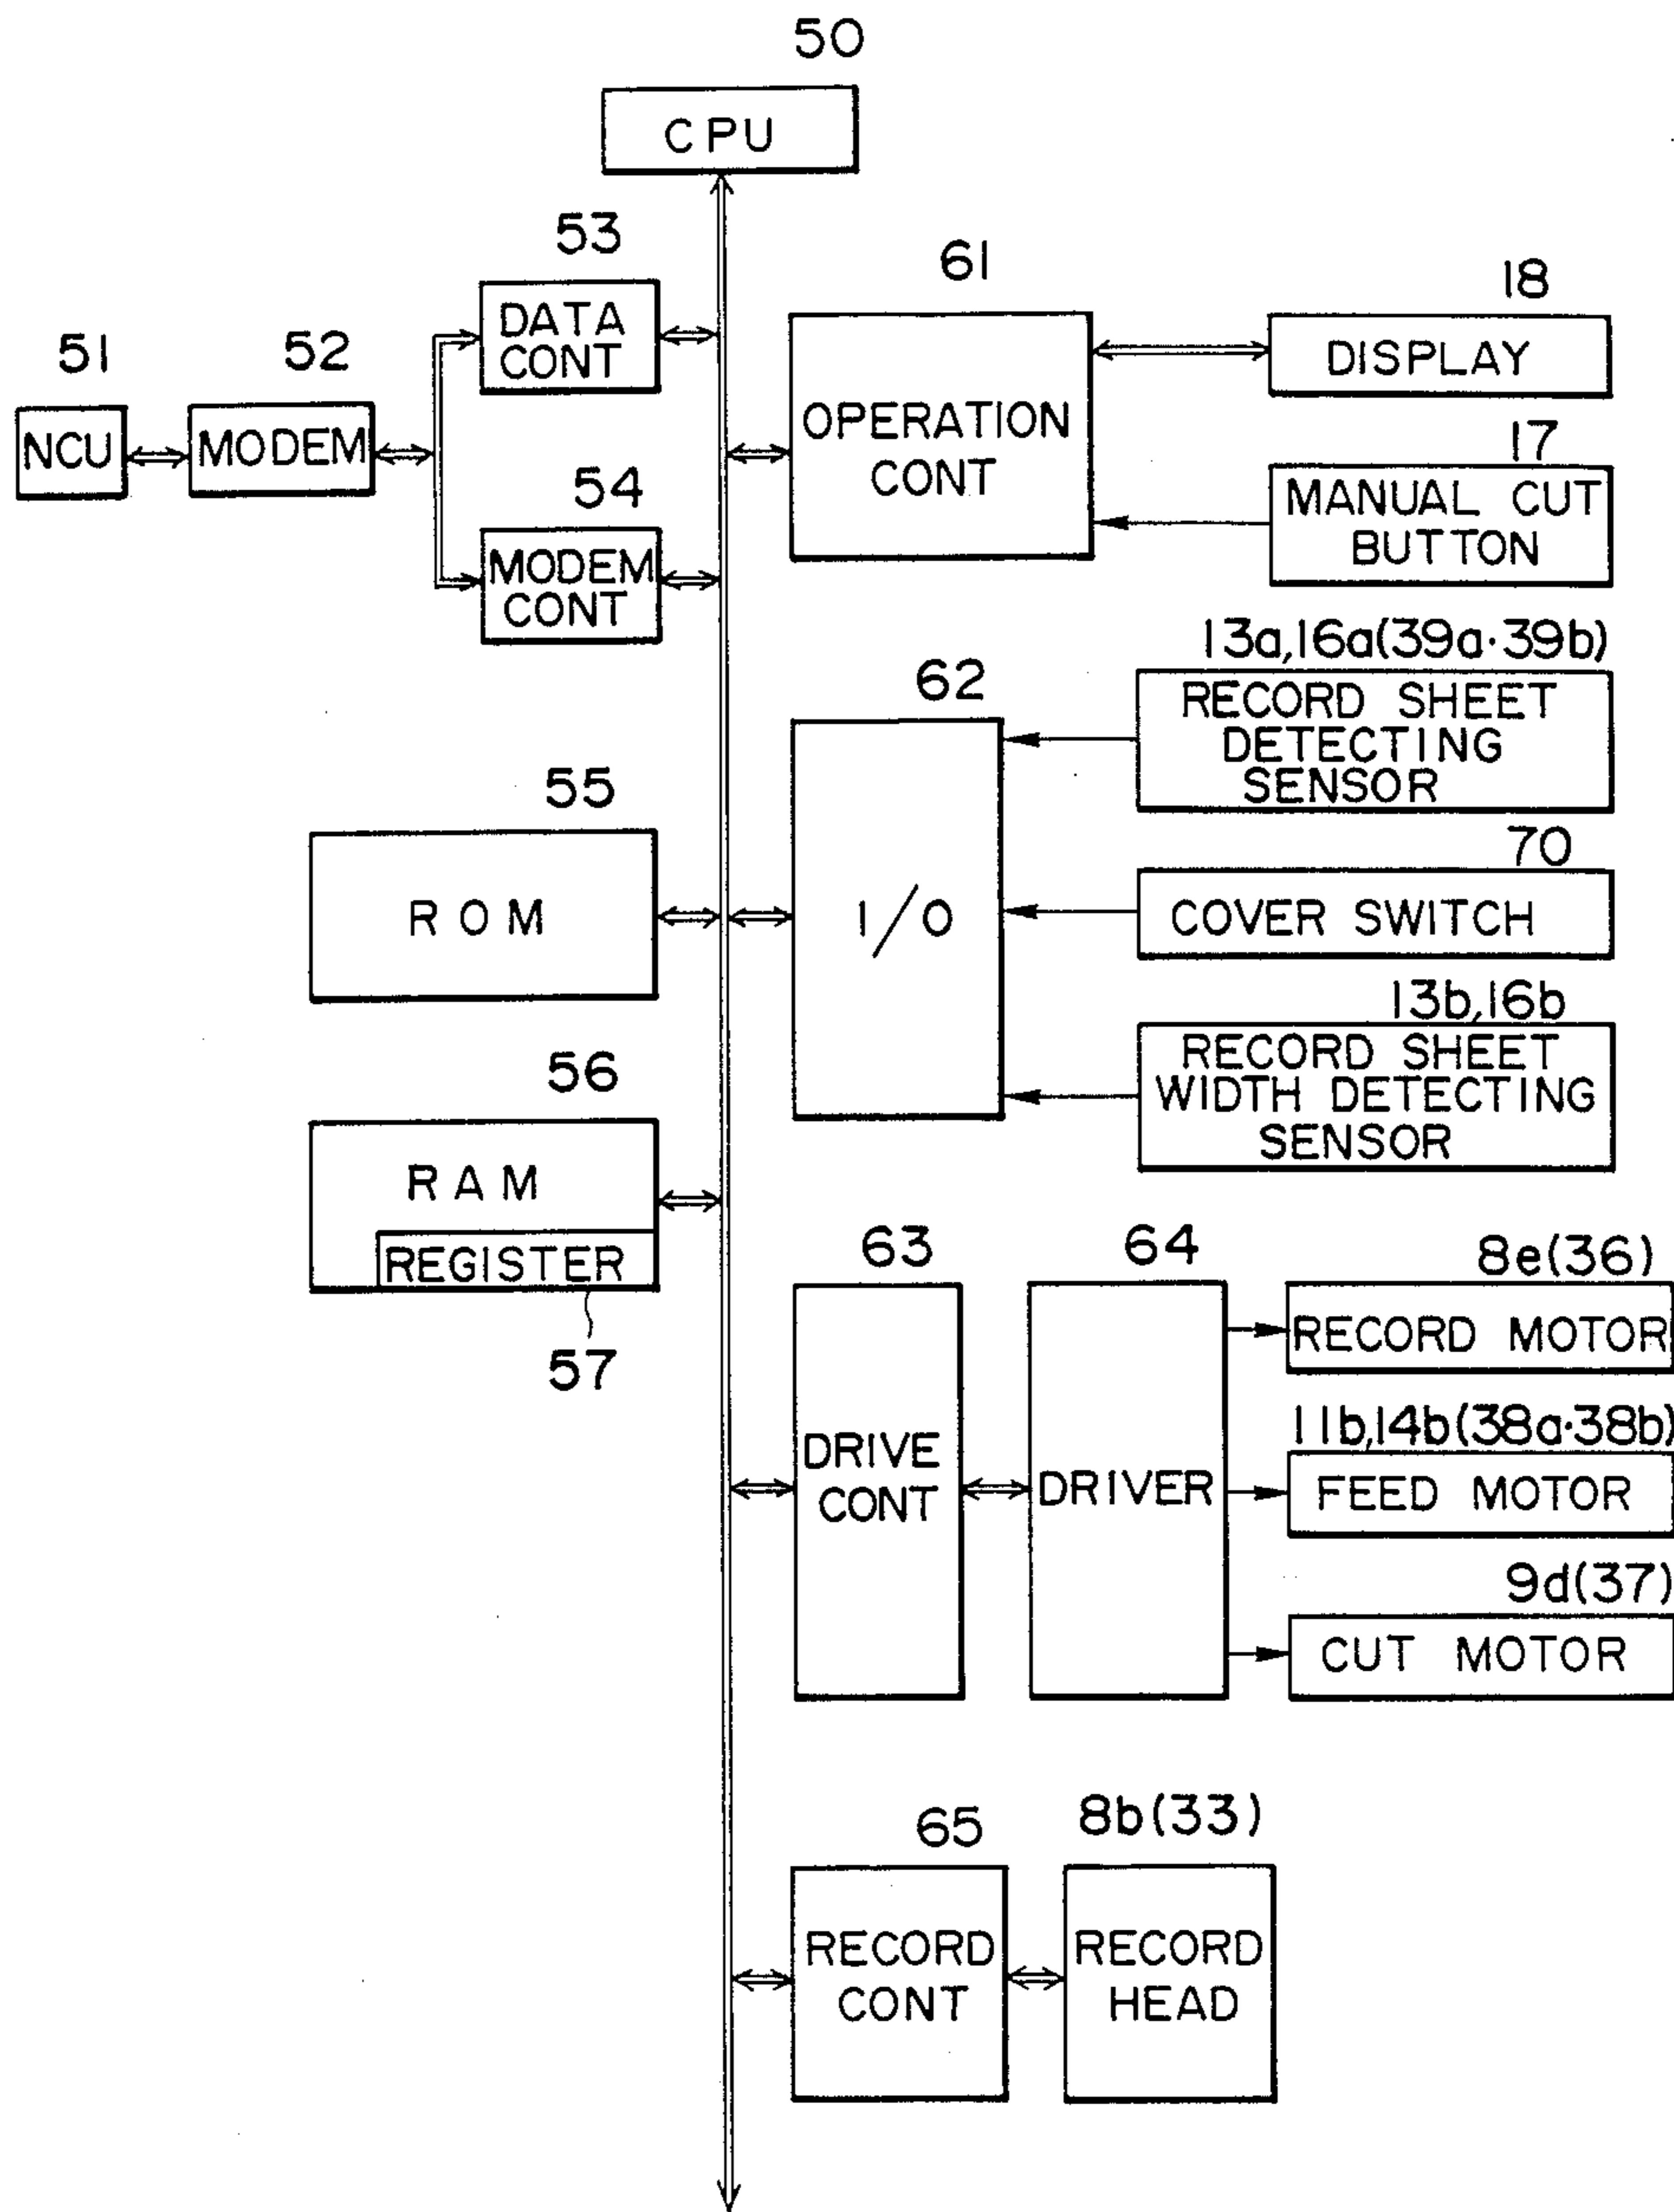 50
CPU
53
DATA
CONT
51
NCU
52
MODEM
54
MODEM
CONT
61
OPERATION
CONT
18
DISPLAY
17
MANUAL CUT
BUTTON
13a,16a(39a·39b)
RECORD SHEET
DETECTING
SENSOR
62
I/O
70
COVER SWITCH
13b,16b
RECORD SHEET
WIDTH DETECTING
SENSOR
55
ROM
56
RAM
REGISTER
57
63
DRIVE
CONT
64
DRIVER
8e(36)
RECORD MOTOR
11b,14b(38a·38b)
FEED MOTOR
9d(37)
CUT MOTOR
65
RECORD
CONT
8b(33)
RECORD
HEAD